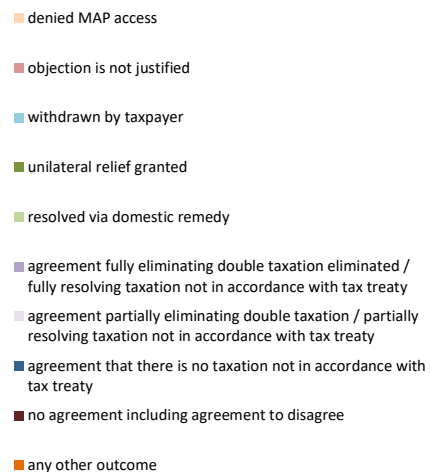 denied MAP access
objection is not justified
withdrawn by taxpayer
unilateral relief granted
resolved via domestic remedy
agreement fully eliminating double taxation eliminated /
fully resolving taxation not in accordance with tax treaty
agreement partially eliminating double taxation / partially
resolving taxation not in accordance with tax treaty
agreement that there is no taxation not in accordance with
tax treaty
no agreement including agreement to disagree
any other outcome